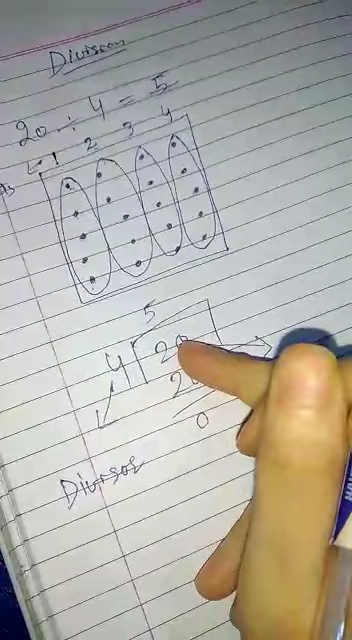 Division
20 ÷ 4 = 5
1 2 3 4
5
4 20
20
0
Divisor